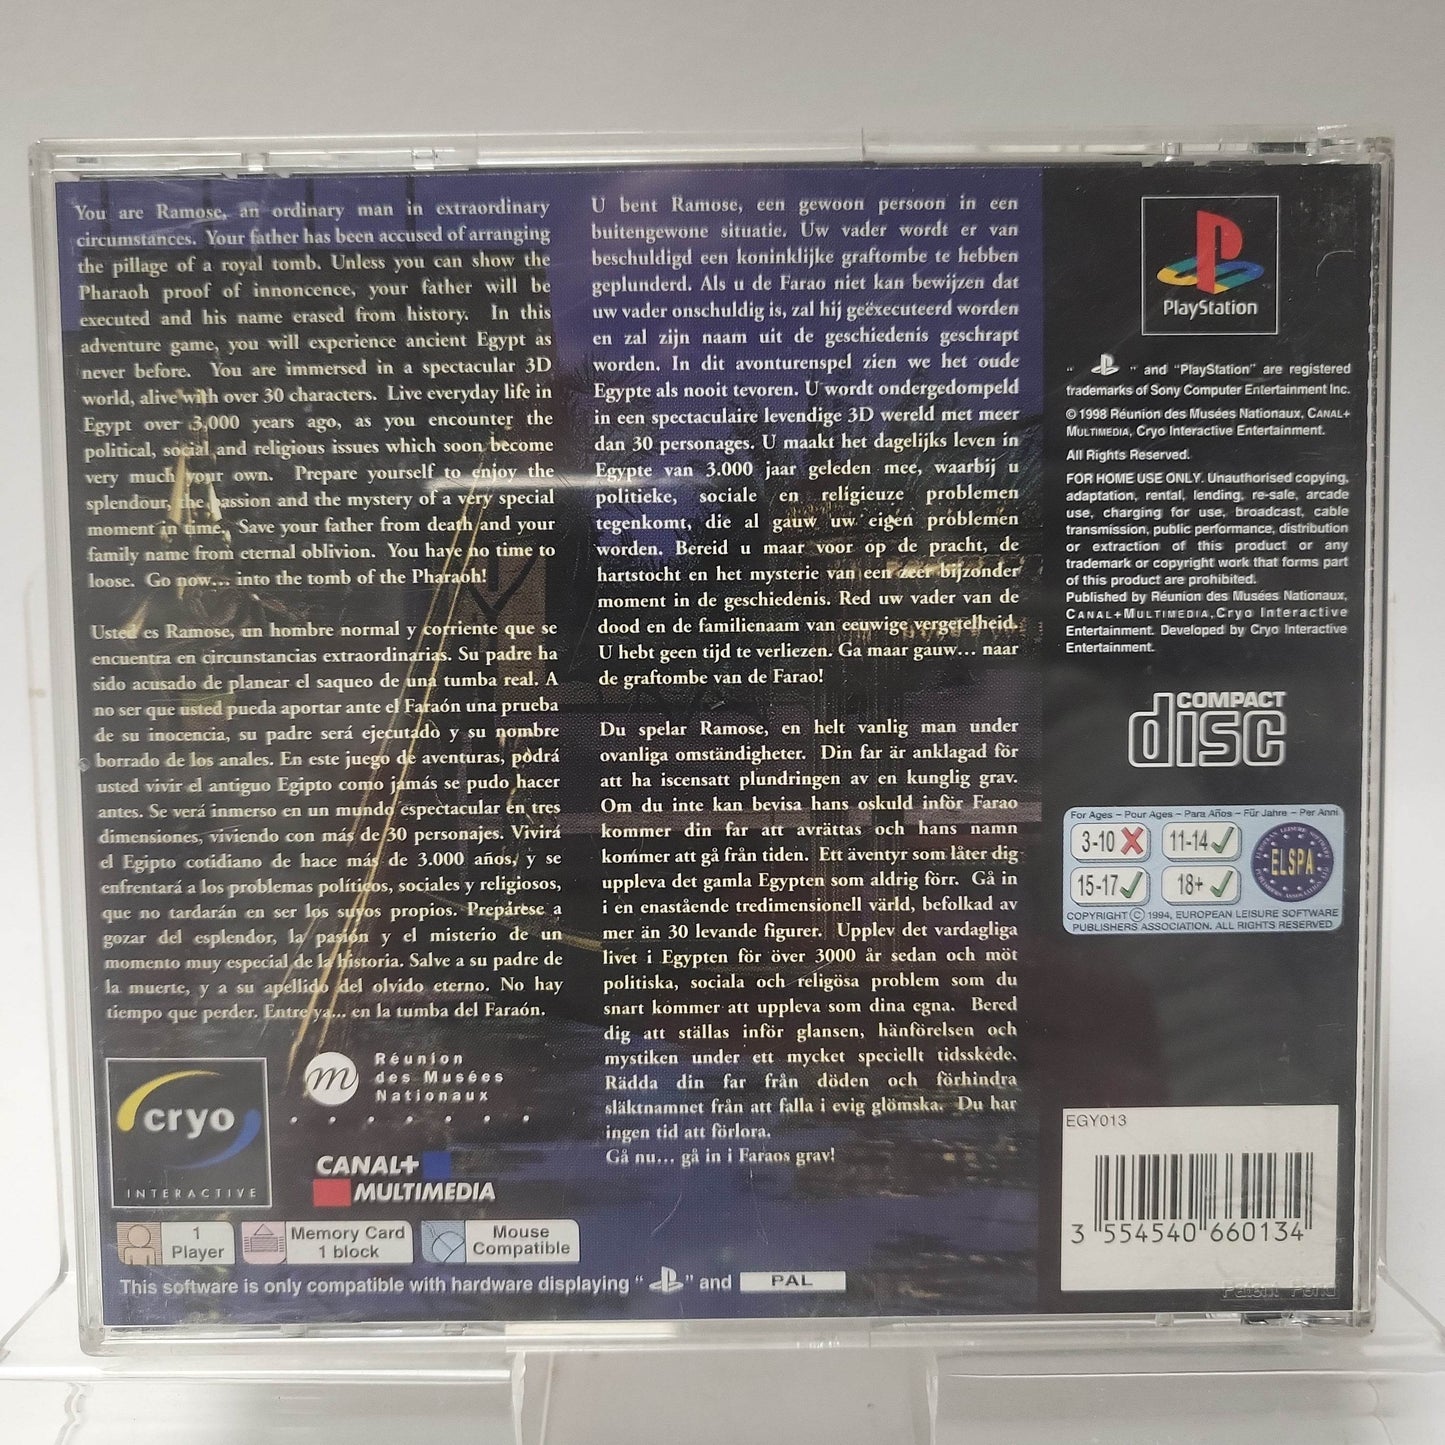 You are Ramose, an ordinary man in extraordinary
circumstances. Your father has been accused of arranging
the pillage of a royal tomb. Unless you can show the
Pharaoh proof of innoncence, your father will be
executed and his name erased from history. In this
adventure game, you will experience ancient Egypt as
never before. You are immersed in a spectacular 3D
world, alive with over 30 characters. Live everyday life in
Egypt over 3,000 years ago, as you encounter the
political, social and religious issues which soon become
very much your own. Prepare yourself to enjoy the
splendour, the passion and the mystery of a very special
moment in time. Save your father from death and your
family name from eternal oblivion. You have no time to
loose. Go now... into the tomb of the Pharaoh!
Usted es Ramose, un hombre normal y corriente que se
encuentra en circunstancias extraordinarias. Su padre ha
sido acusado de planear el saqueo de una tumba real. A
no ser que usted pueda aportar ante el Faraón una prueba
de su inocencia, su padre será ejecutado y su nombre
borrado de los anales. En este juego de aventuras, podrá
usted vivir el antiguo Egipto como jamás se pudo hacer
antes. Se verá inmerso en un mundo espectacular en tres
dimensiones, viviendo con más de 30 personajes. Vivirá
el Egipto cotidiano de hace más de 3.000 años, y se
enfrentará a los problemas políticos, sociales y religiosos,
que no tardarán en ser los suyos propios. Prepárese a
gozar del esplendor, la pasión y el misterio de un
momento muy especial de la historia. Salve a su padre de
la muerte, y a su apellido del olvido eterno. No hay
tiempo que perder. Entre ya... en la tumba del Faraón.
U bent Ramose, een gewoon persoon in een
buitengewone situatie. Uw vader wordt er van
beschuldigd een koninklijke graftombe te hebben
geplunderd. Als u de Farao niet kan bewijzen dat
uw vader onschuldig is, zal hij geëxecuteerd worden
en zal zijn naam uit de geschiedenis geschrapt
worden. In dit avonturenspel zien we het oude
Egypte als nooit tevoren. U wordt ondergedompeld
in een spectaculaire levendige 3D wereld met meer
dan 30 personages. U maakt het dagelijks leven in
Egypte van 3.000 jaar geleden mee, waarbij u
politieke, sociale en religieuze problemen
tegenkomt, die al gauw uw eigen problemen
worden. Bereid u maar voor op de pracht, de
hartstocht en het mysterie van een zeer bijzonder
moment in de geschiedenis. Red uw vader van de
dood en de familienaam van eeuwige vergetelheid.
U hebt geen tijd te verliezen. Ga maar gauw... naar
de graftombe van de Farao!
Du spelar Ramose, en helt vanlig man under
ovanliga omständigheter. Din far är anklagad för
att ha iscensatt plundringen av en kunglig grav.
Om du inte kan bevisa hans oskuld inför Farao
kommer din far att avrättas och hans namn
kommer att gå från tiden. Ett äventyr som låter dig
uppleva det gamla Egypten som aldrig förr. Gå in
i en enastående tredimensionell värld, befolkad av
mer än 30 levande figurer. Upplev det vardagliga
livet i Egypten för över 3000 år sedan och möt
politiska, sociala och religösa problem som du
snart kommer att uppleva som dina egna. Bered
dig att ställas inför glansen, hänförelsen och
mystiken under ett mycket speciellt tidsskede.
Rädda din far från döden och förhindra
släktnamnet från att falla i evig glömska. Du har
ingen tid att förlora.
Gå nu... gå in i Faraos grav!
cryo
INTERACTIVE
m
Réunion
des Musées
Nationaux
CANAL+
MULTIMEDIA
1
Player
Memory Card
1 block
Mouse
Compatible
This software is only compatible with hardware displaying " " and PAL
PlayStation
" " and "PlayStation" are registered
trademarks of Sony Computer Entertainment Inc.
© 1998 Réunion des Musées Nationaux, CANAL+
MULTIMEDIA, Cryo Interactive Entertainment.
All Rights Reserved.
FOR HOME USE ONLY. Unauthorised copying,
adaptation, rental, lending, re-sale, arcade
use, charging for use, broadcast, cable
transmission, public performance, distribution
or extraction of this product or any
trademark or copyright work that forms part
of this product are prohibited.
Published by Réunion des Musées Nationaux,
CANAL+MULTIMEDIA, Cryo Interactive
Entertainment. Developed by Cryo Interactive
Entertainment.
COMPACT
disc
For Ages - Pour Ages - Para Años - Für Jahre - Per Anni
3-10 11-14
15-17 18+
ELSPA
COPYRIGHT © 1994, EUROPEAN LEISURE SOFTWARE
PUBLISHERS ASSOCIATION. ALL RIGHTS RESERVED
EGY013
3 554540 660134
Patent Pend